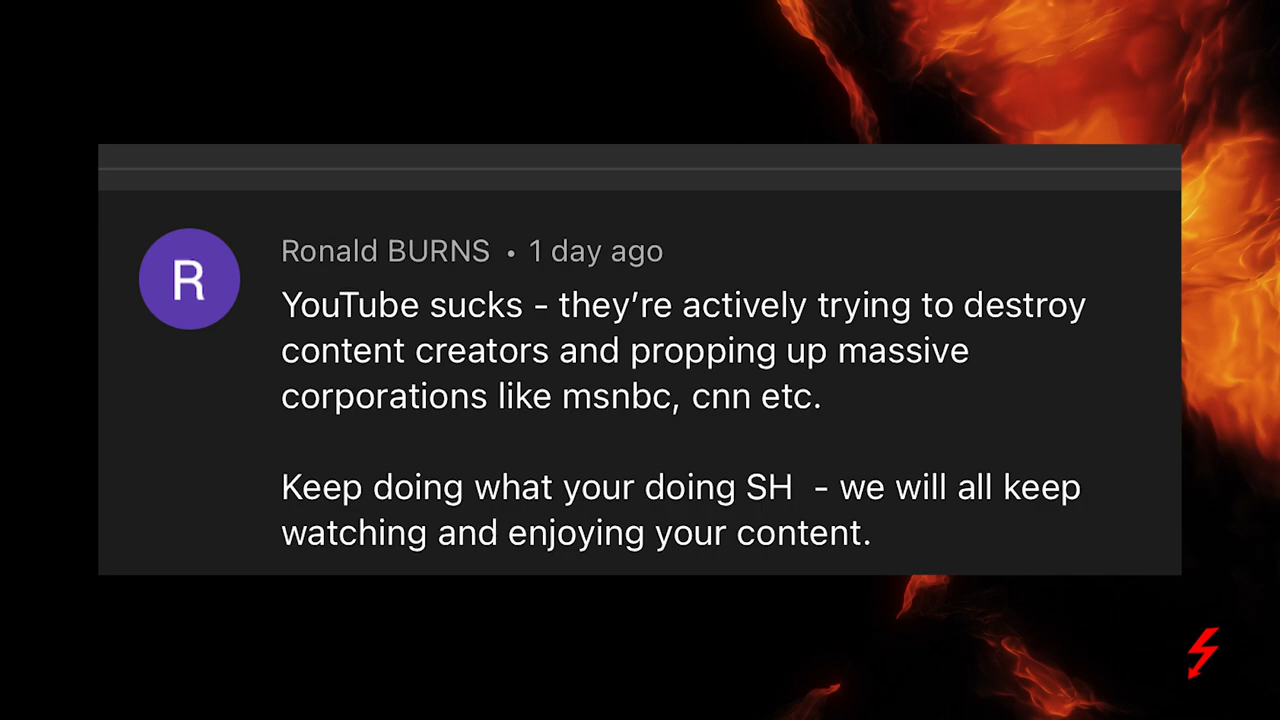 R
Ronald BURNS • 1 day ago
YouTube sucks – they’re actively trying to destroy
content creators and propping up massive
corporations like msnbc, cnn etc.
Keep doing what your doing SH  – we will all keep
watching and enjoying your content.